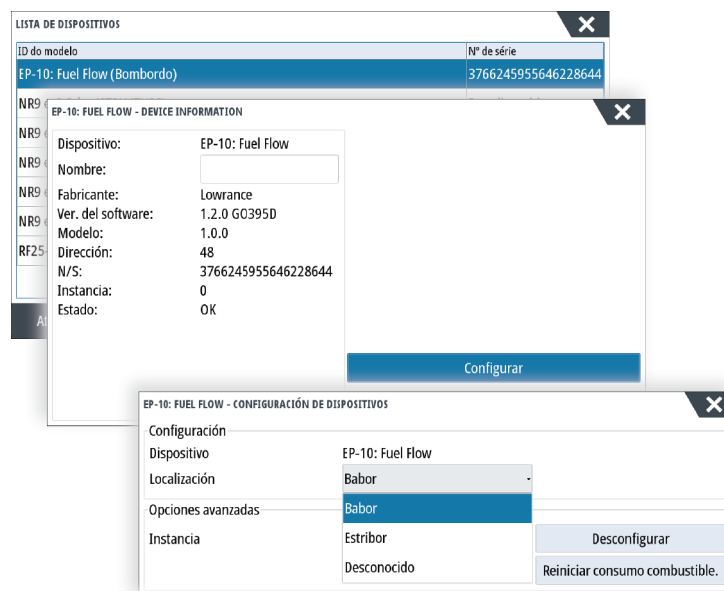 LISTA DE DISPOSITIVOS
ID do modelo Nº de série
EP-10: Fuel Flow (Bombordo) 3766245955646228644
NR9
NR9
NR9
NR9
NR9
RF25-
EP-10: FUEL FLOW - DEVICE INFORMATION
Dispositivo: EP-10: Fuel Flow
Nombre:
Fabricante: Lowrance
Ver. del software: 1.2.0 GO395D
Modelo: 1.0.0
Dirección: 48
N/S: 3766245955646228644
Instancia: 0
Estado: OK
Configurar
EP-10: FUEL FLOW - CONFIGURACIÓN DE DISPOSITIVOS
Configuración
Dispositivo EP-10: Fuel Flow
Localización Babor
Opciones avanzadas Babor
Instancia Estribor Desconfigurar
Desconocido Reiniciar consumo combustible.